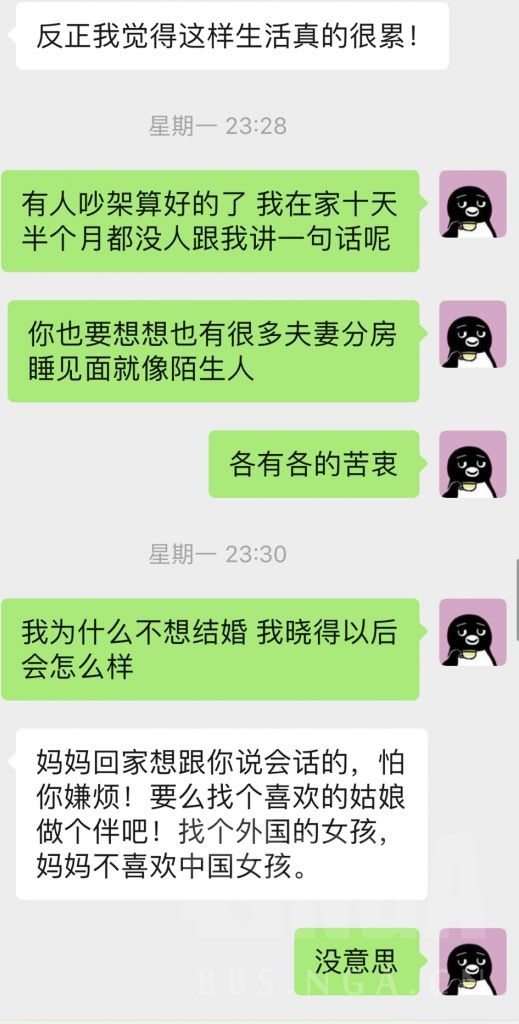 反正我觉得这样生活真的很累！
星期一 23:28
有人吵架算好的了 我在家十天
半个月都没人跟我讲一句话呢
你也要想想也有很多夫妻分房
睡见面就像陌生人
各有各的苦衷
星期一 23:30
我为什么不想结婚 我晓得以后
会怎么样
妈妈回家想跟你说会话的，怕
你嫌烦！要么找个喜欢的姑娘
做个伴吧！找个外国的女孩，
妈妈不喜欢中国女孩。
没意思
NGA
BBS.NGA.CN